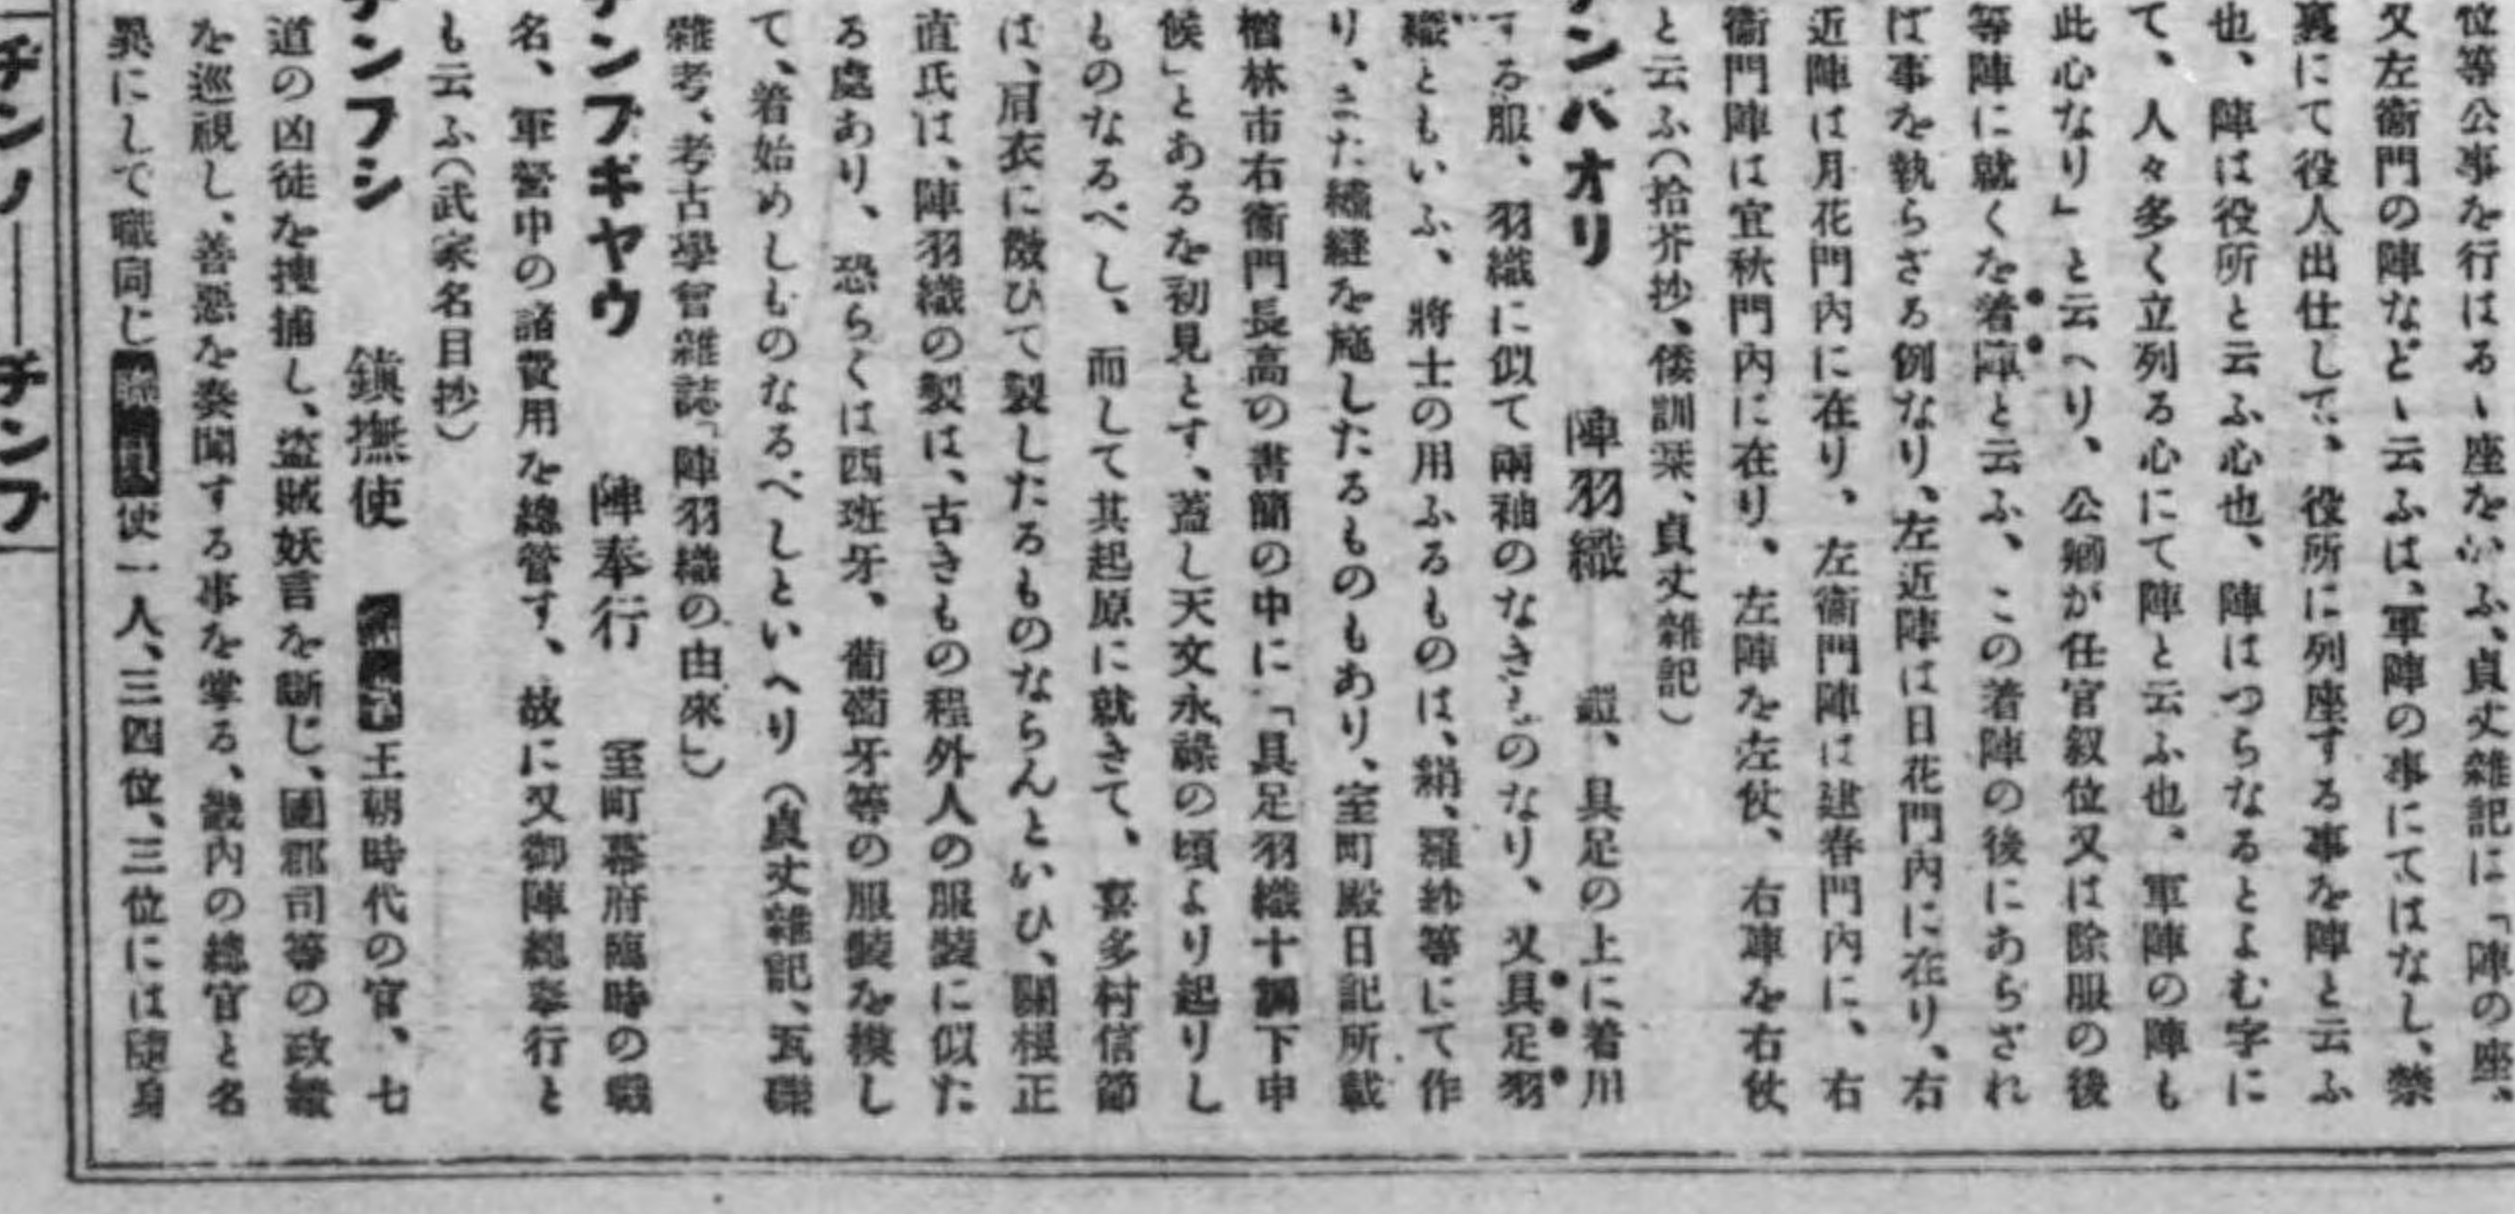 位等公事を行はるゝ座をいふ、貞丈雜記に「陣の座、
又左衞門の陣などゝ云ふは、軍陣の事にてはなし、禁
裏にて役人出仕して、役所に列座する事を陣と云ふ
也、陣は役所と云ふ心也、陣はつらなるとよむ字に
て、人々多く立列る心にて陣と云ふ也、軍陣の陣も
此心なり」と云へり、公卿が任官叙位又は除服の後
等陣に就くを着陣と云ふ、この着陣の後にあらざれ
ば事を執らざる例なり、左近陣は日花門內に在り、右
近陣は月花門內に在り、左衞門陣は建春門內に、右
衞門陣は宜秋門內に在り、左陣を左仗、右陣を右仗
と云ふ(拾芥抄、倭訓栞、貞丈雜記)
ンバオリ 陣羽織 鎧、具足の上に着用
する服、羽織に似て兩袖のなきものなり、又具足羽
織ともいふ、將士の用ふるものは、絹、羅紗等にて作
り、また繡縫を施したるものもあり、室町殿日記所載
楢林市右衞門長高の書簡の中に「具足羽織十調下申
候」とあるを初見とす、蓋し天文永祿の頃より起りし
ものなるべし、而して其起原に就きて、喜多村信節
は、肩衣に倣ひて製したるものならんといひ、關根正
直氏は、陣羽織の製は、古きもの程外人の服裝に似た
る處あり、恐らくは西班牙、葡萄牙等の服裝を模し
て、着始めしものなるべしといへり(貞丈雜記、瓦礫
雜考、考古學會雜誌「陣羽織の由來」)
ンブギヤウ 陣奉行 室町幕府臨時の職
名、軍營中の諸費用を總管す、故に又御陣總奉行と
も云ふ(武家名目抄)
チンフシ 鎭撫使 王朝時代の官、七
道の凶徒を搜捕し、盜賊妖言を斷じ、國郡司等の政績
を巡視し、善惡を奏聞する事を掌る、畿內の總官と名
異にして職同じ 使一人、三四位、三位には隨身
チンノ――チンブ